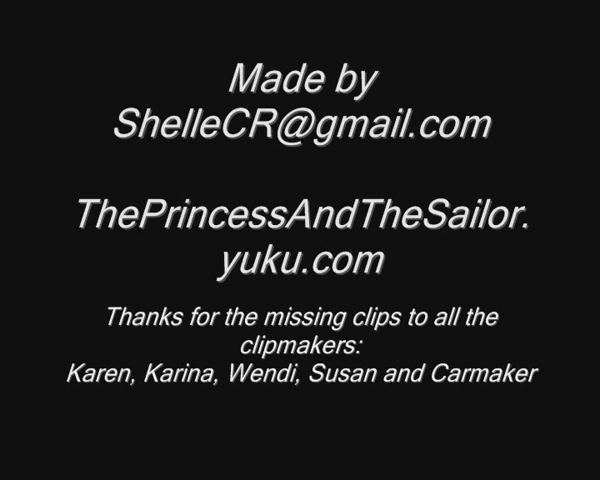 Made by
ShelleCR@gmail.com
ThePrincessAndTheSailor.
yuku.com
Thanks for the missing clips to all the
clipmakers:
Karen, Karina, Wendi, Susan and Carmaker